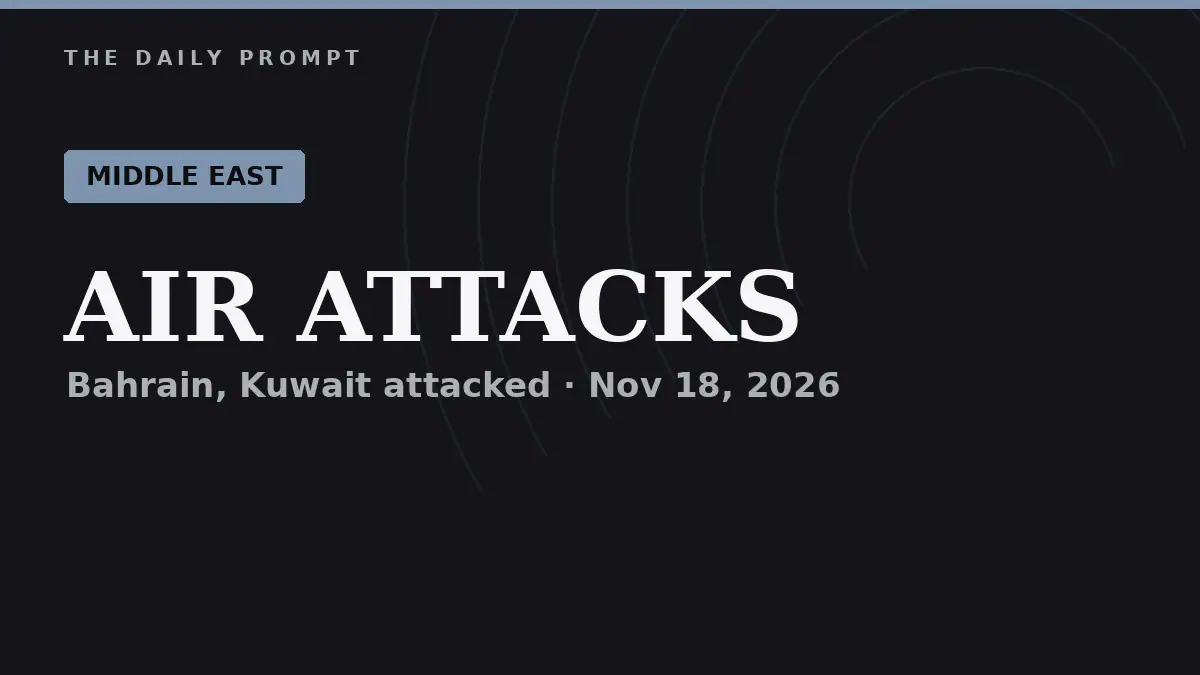 THE DAILY PROMPT
MIDDLE EAST
AIR ATTACKS
Bahrain, Kuwait attacked · Nov 18, 2026